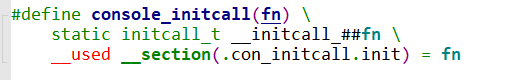 #define console_initcall(fn) \
static initcall_t __initcall_##fn \
__used __section(.con_initcall.init) = fn